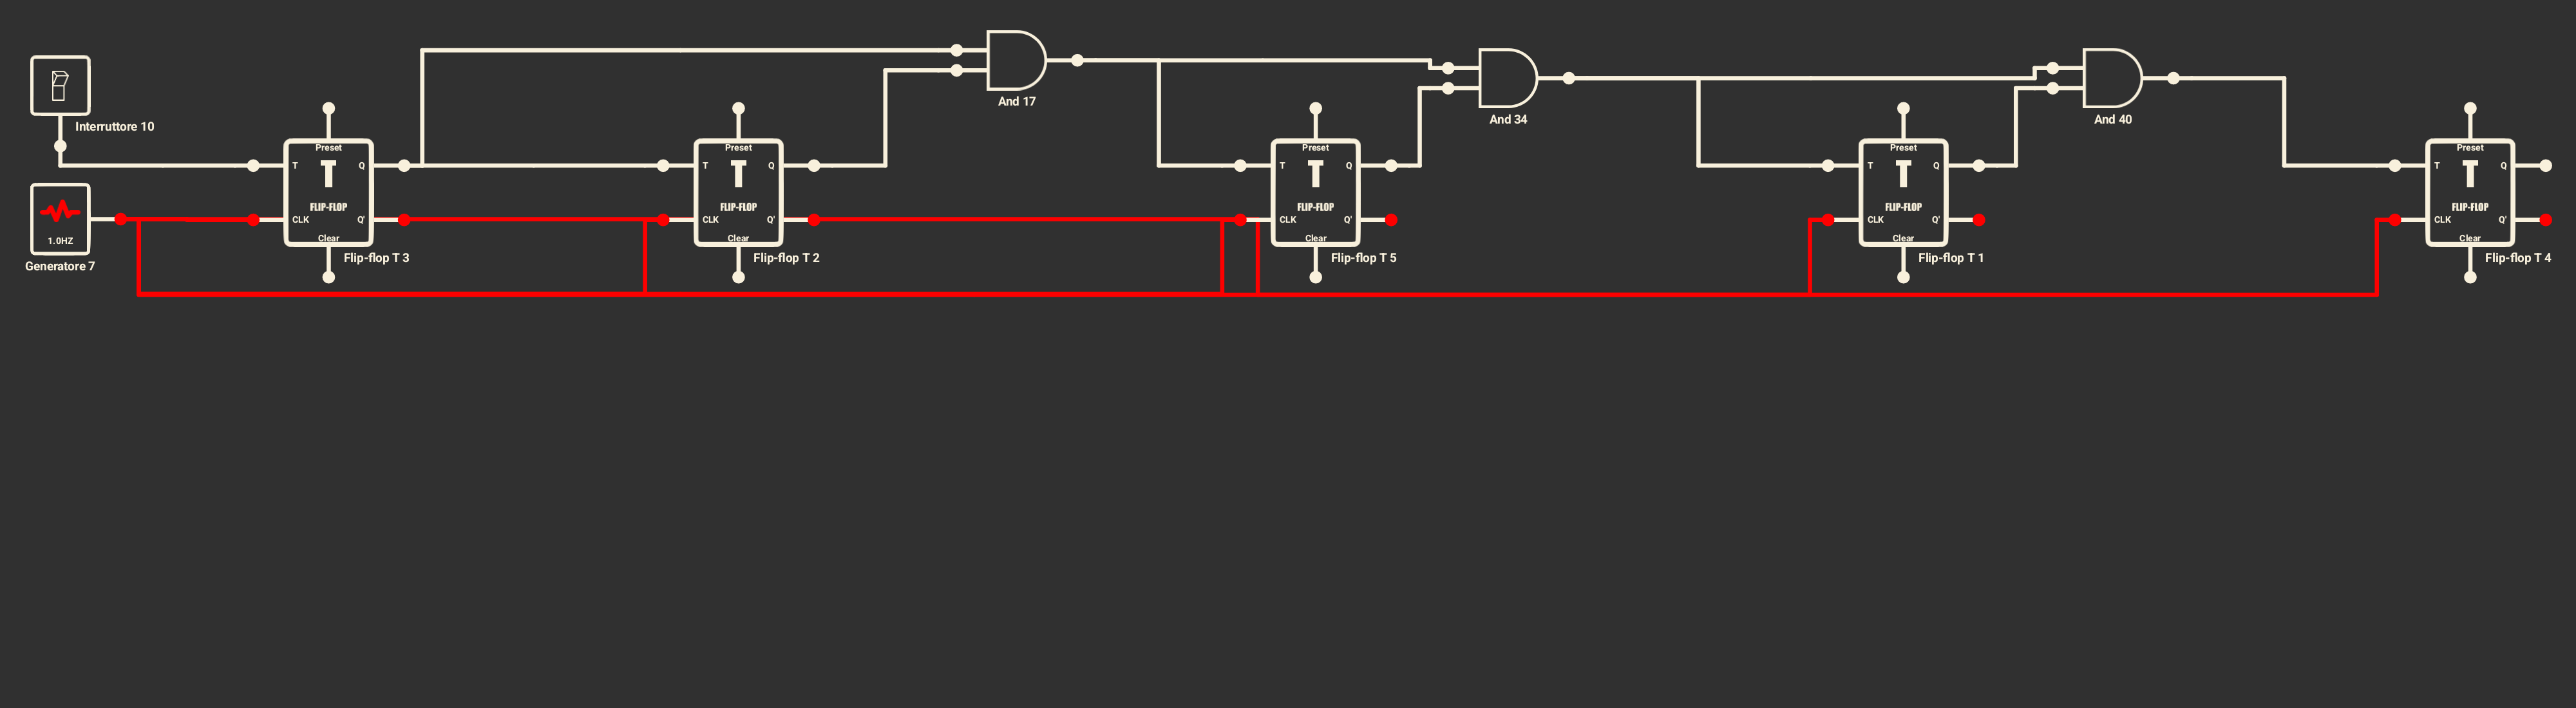 Interruttore 10
1.0HZ
Generatore 7
Preset
T
Q
T
FLIP-FLOP
CLK
Q'
Clear
Flip-flop T 3
Preset
T
Q
T
FLIP-FLOP
CLK
Q'
Clear
Flip-flop T 2
And 17
Preset
T
Q
T
FLIP-FLOP
CLK
Q'
Clear
Flip-flop T 5
And 34
Preset
T
Q
T
FLIP-FLOP
CLK
Q'
Clear
Flip-flop T 1
And 40
Preset
T
Q
T
FLIP-FLOP
CLK
Q'
Clear
Flip-flop T 4